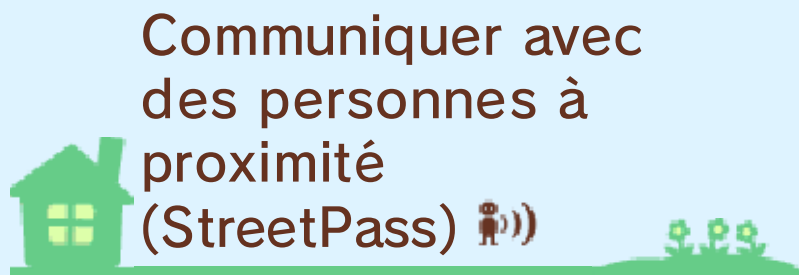 Communiquer avec
des personnes à
proximité
(StreetPass)